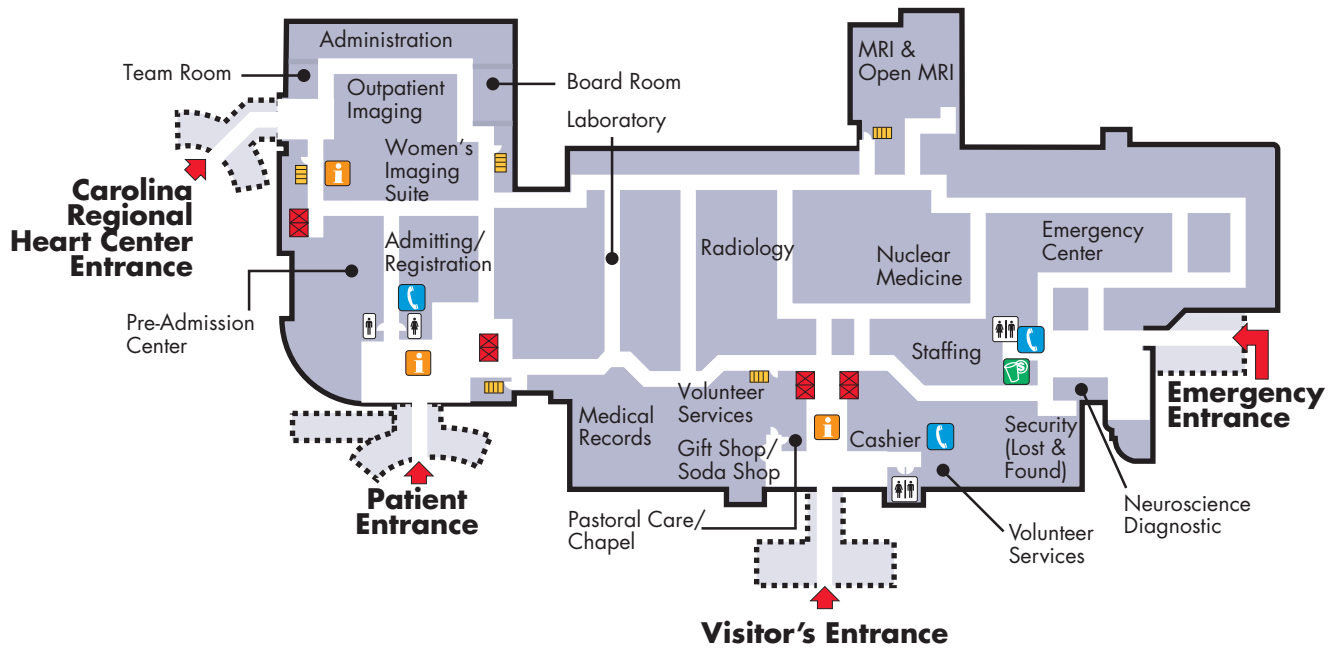 Administration
Team Room
Outpatient
Imaging
Board Room
MRI &
Open MRI
Laboratory
Women's
Imaging
Suite
Carolina
Regional
Heart Center
Entrance
Admitting/
Registration
Radiology
Nuclear
Medicine
Emergency
Center
Pre-Admission
Center
Staffing
Emergency
Entrance
Medical
Records
Volunteer
Services
Gift Shop/
Soda Shop
Cashier
Security
(Lost &
Found)
Patient
Entrance
Pastoral Care/
Chapel
Volunteer
Services
Neuroscience
Diagnostic
Visitor's Entrance